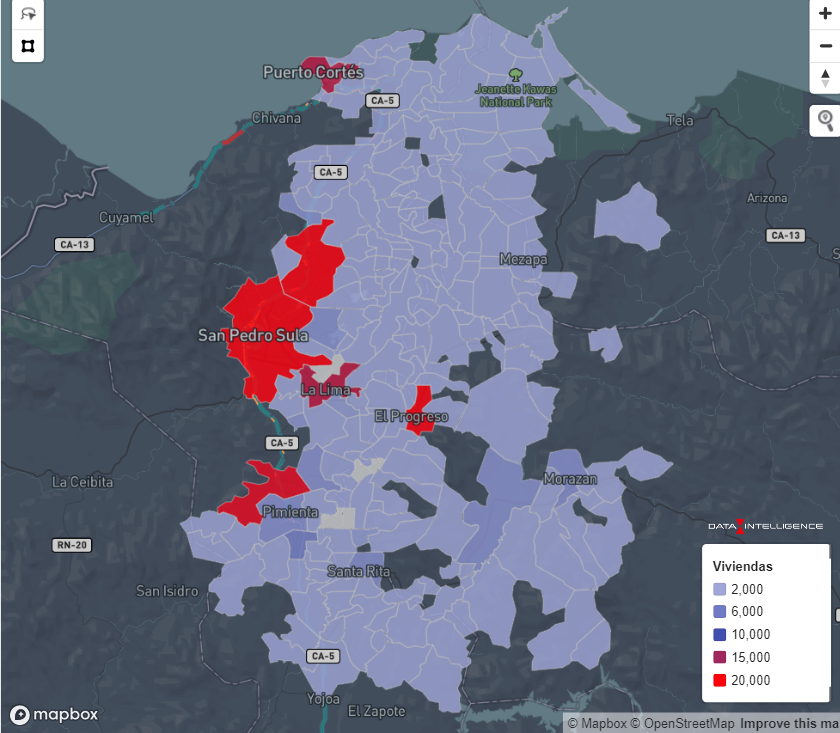 Puerto Cortés
CA-5
Jeanette Kawas
National Park
Chivana
Tela
CA-5
Arizona
Cuyamel
CA-13
CA-13
S
Mezapa
San Pedro Sula
La Lima
El Progreso
CA-5
La Ceibita
Morazan
Pimienta
DATA INTELLIGENCE
RN-20
Santa Rita
San Isidro
Viviendas
2,000
6,000
10,000
15,000
20,000
CA-5
Yojoa
El Zapote
mapbox
© Mapbox © OpenStreetMap Improve this ma